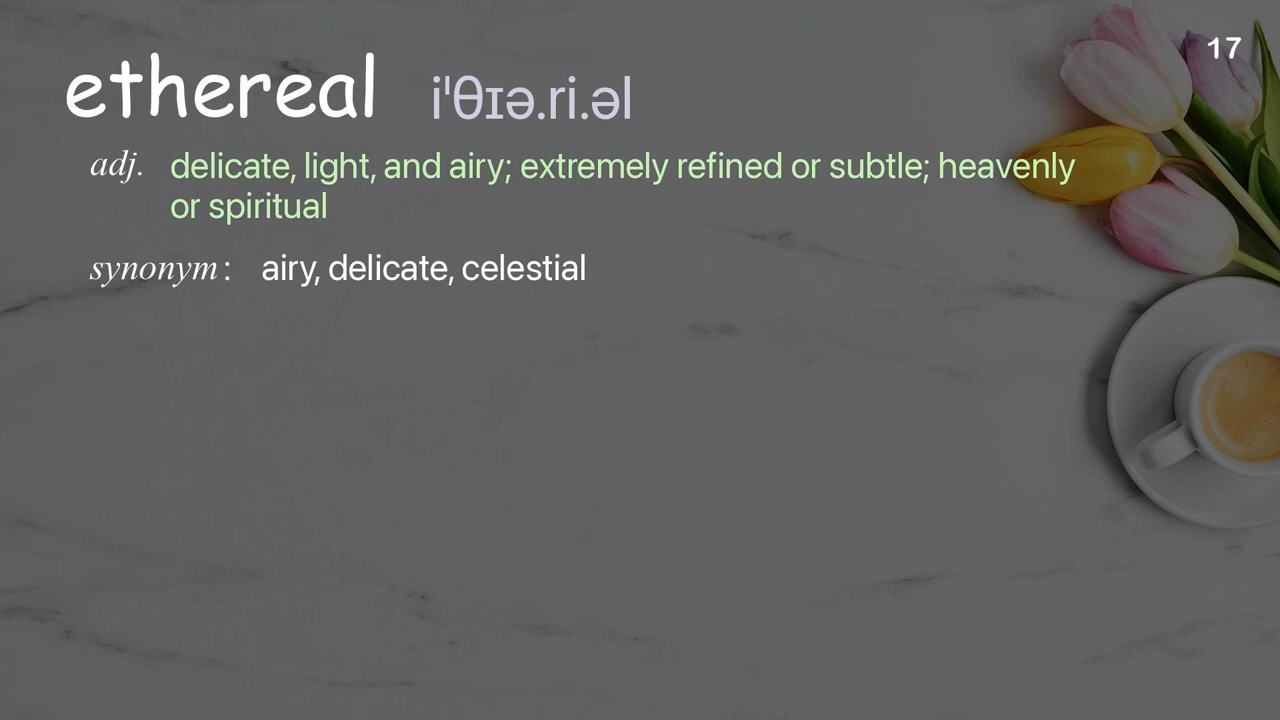 17
ethereal iˈθɪə.ri.əl
adj. delicate, light, and airy; extremely refined or subtle; heavenly
or spiritual
synonym: airy, delicate, celestial